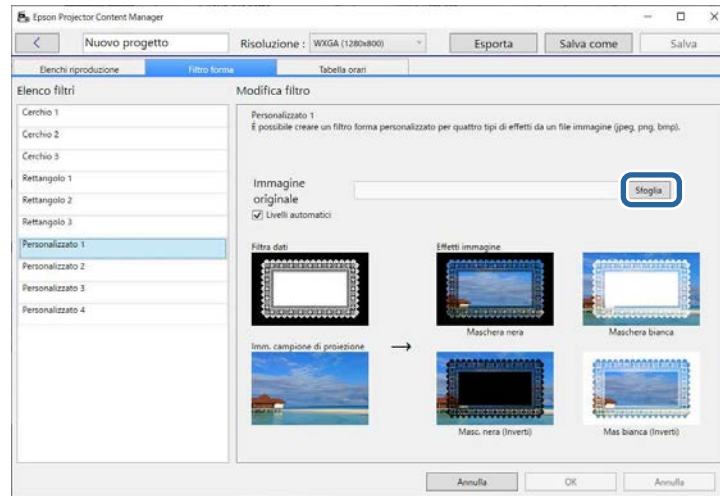 Epson Projector Content Manager
Nuovo progetto
Risoluzione : WXGA (1280x800)
Esporta
Salva come
Salva
Elenchi riproduzione
Filtro forma
Tabella orari
Elenco filtri
Cerchio 1
Cerchio 2
Cerchio 3
Rettangolo 1
Rettangolo 2
Rettangolo 3
Personalizzato 1
Personalizzato 2
Personalizzato 3
Personalizzato 4
Modifica filtro
Personalizzato 1
È possibile creare un filtro forma personalizzato per quattro tipi di effetti da un file immagine (jpeg, png, bmp).
Immagine
originale
Sfoglia
Livelli automatici
Filtra dati
Effetti immagine
Maschera nera
Maschera bianca
Imm. campione di proiezione
Masc. nera (Inverti)
Mas bianca (Inverti)
Annulla
OK
Annulla